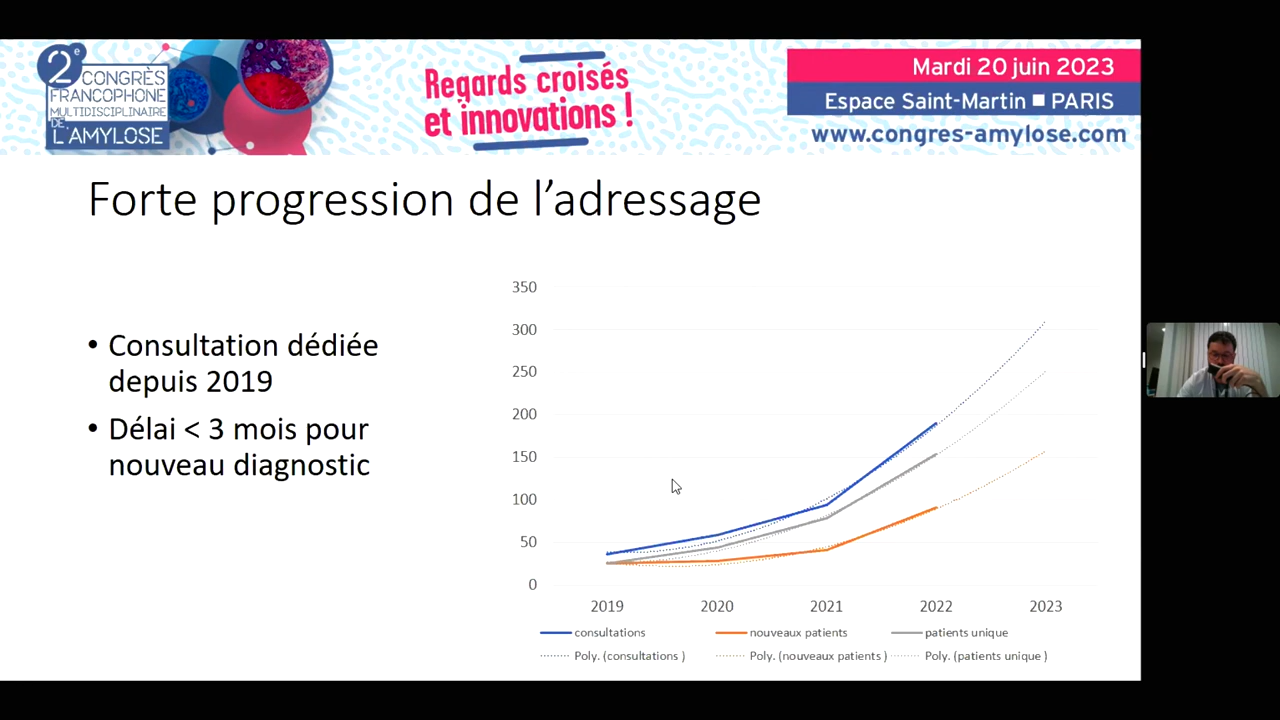 2e CONGRÈS
FRANCOPHONE
MULTIDISCIPLINAIRE
DE
L'AMYLOSE
Regards croisés
et innovations !
Mardi 20 juin 2023
Espace Saint-Martin ■ PARIS
www.congres-amylose.com
Forte progression de l’adressage
• Consultation dédiée
depuis 2019
• Délai < 3 mois pour
nouveau diagnostic
350
300
250
200
150
100
50
0
2019 2020 2021 2022 2023
consultations nouveaux patients patients unique
Poly. (consultations ) Poly. (nouveaux patients ) Poly. (patients unique )